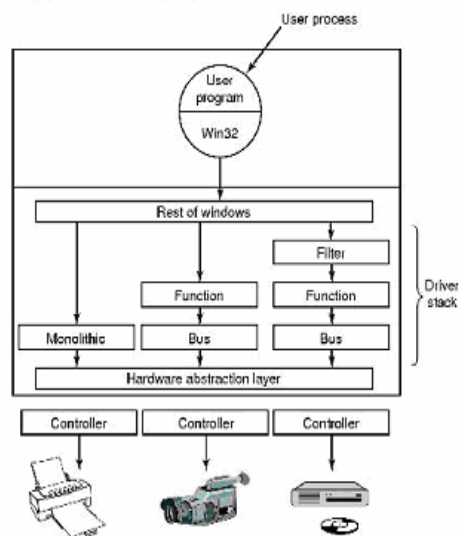 User process
User
program
Win32
Rest of windows
Filter
Function
Function
Driver
stack
Monolithic
Bus
Bus
Hardware abstraction layer
Controller
Controller
Controller